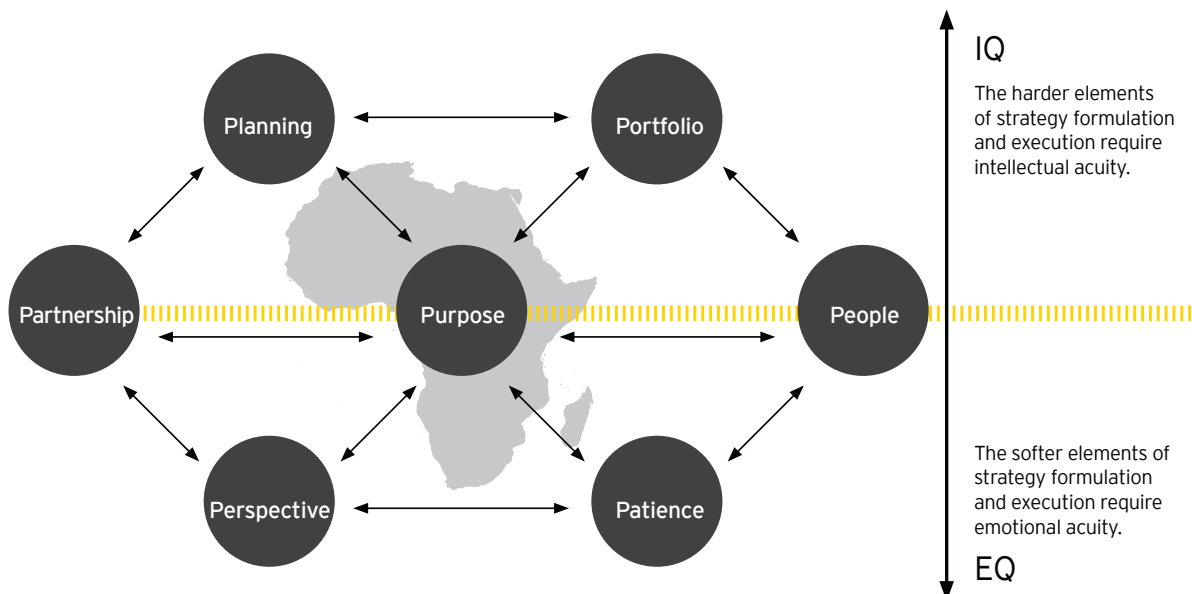 Planning
Portfolio
Partnership
Purpose
People
Perspective
Patience
IQ
The harder elements
of strategy formulation
and execution require
intellectual acuity.
The softer elements of
strategy formulation
and execution require
emotional acuity.
EQ